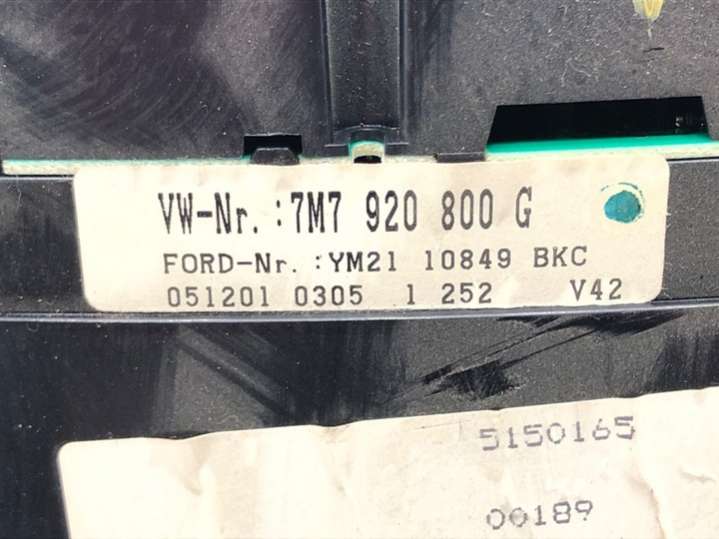 VW-Nr.:7M7 920 800 G
FORD-Nr.:YM21 10849 BKC
051201 0305 1 252 V42
5150165
00189